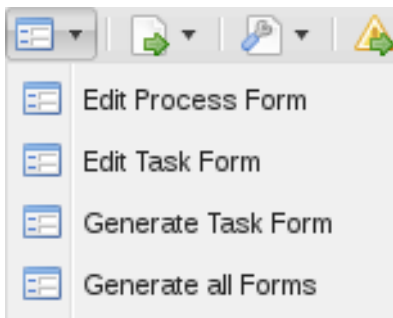 Edit Process Form
Edit Task Form
Generate Task Form
Generate all Forms